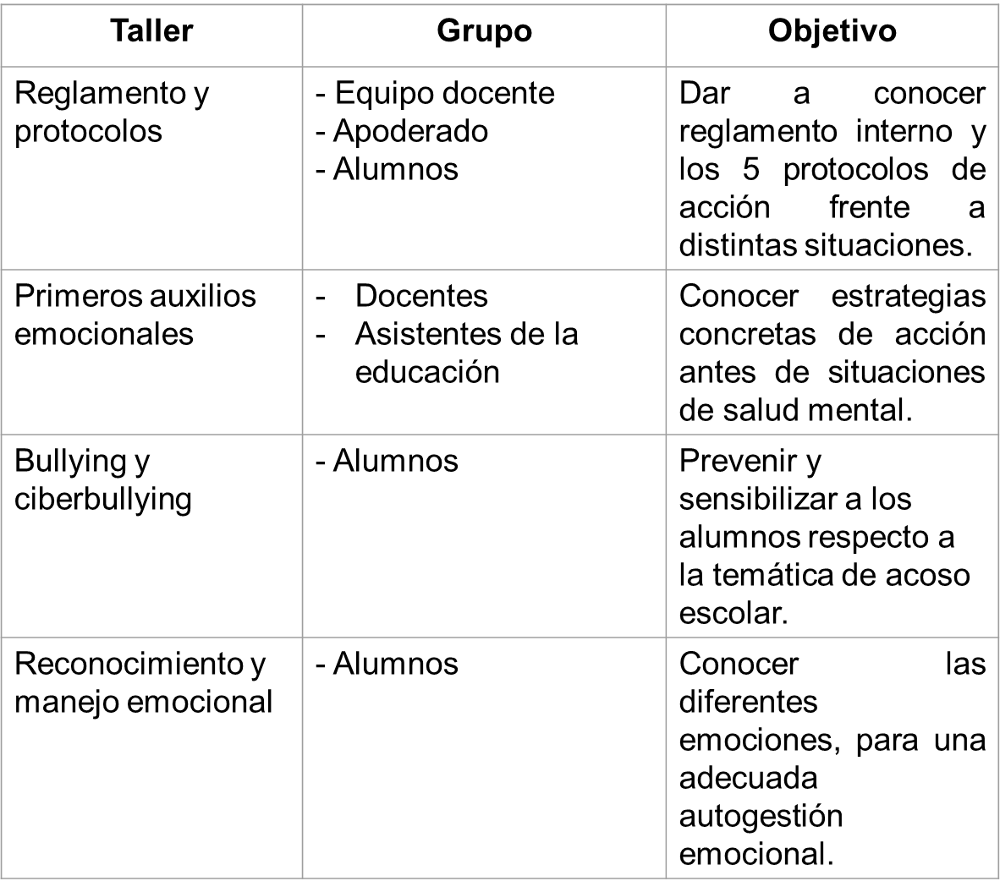 Taller
Grupo
Objetivo
Reglamento y
protocolos
- Equipo docente
- Apoderado
- Alumnos
Dar a conocer
reglamento interno y
los 5 protocolos de
acción frente a
distintas situaciones.
Primeros auxilios
emocionales
- Docentes
- Asistentes de la
educación
Conocer estrategias
concretas de acción
antes de situaciones
de salud mental.
Bullying y
ciberbullying
- Alumnos
Prevenir y
sensibilizar a los
alumnos respecto a
la temática de acoso
escolar.
Reconocimiento y
manejo emocional
- Alumnos
Conocer las
diferentes
emociones, para una
adecuada
autogestión
emocional.